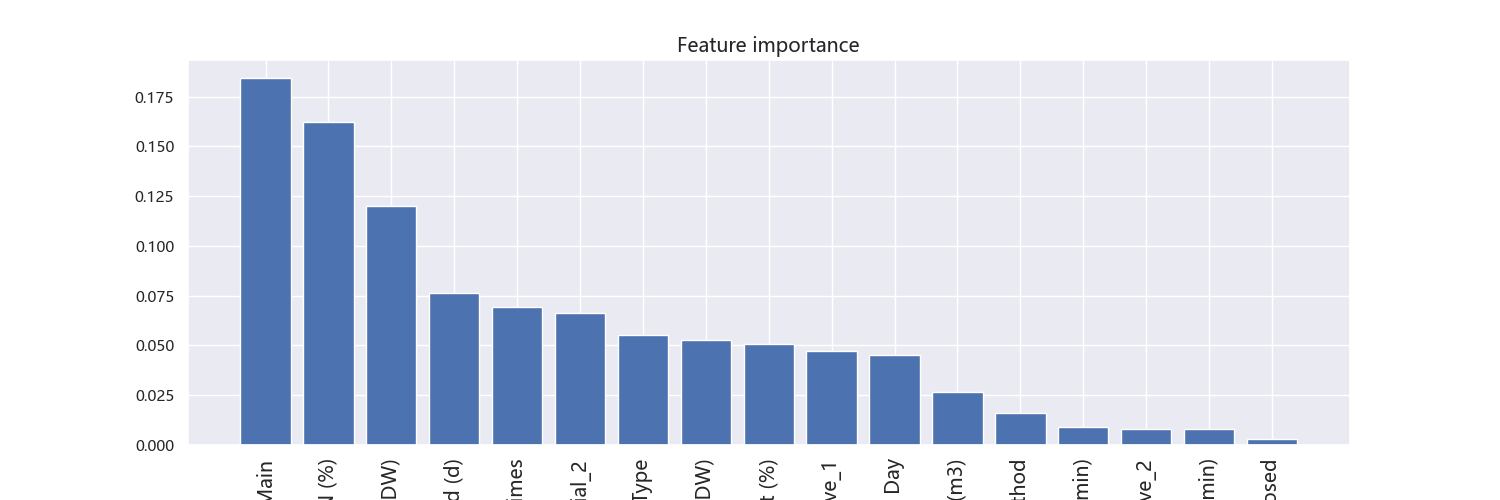 Feature importance
0.175
0.150
0.125
0.100
0.075
0.050
0.025
0.000
Main
(%)
DW)
(d)
imes
ial_2
Type
DW)
(%)
ve_1
Day
(m3)
thod
min)
ve_2
min)
osed